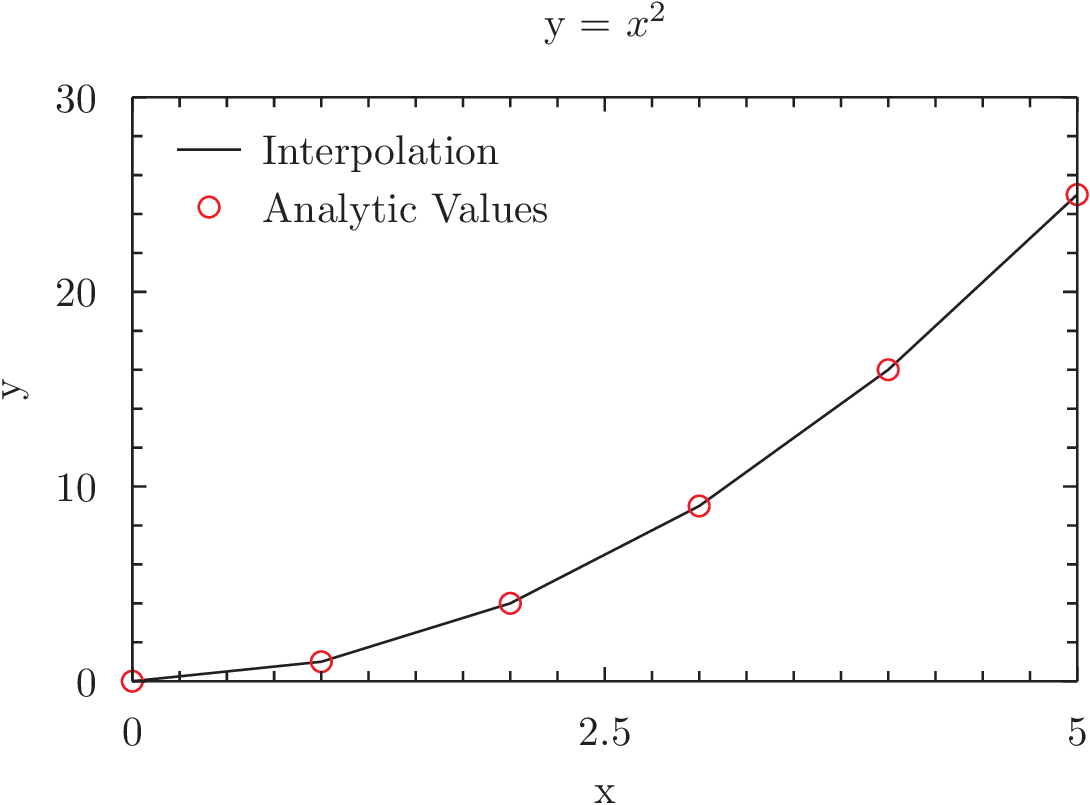 y = x²
30
Interpolation
Analytic Values
20
y
10
0
0 2.5 5
x